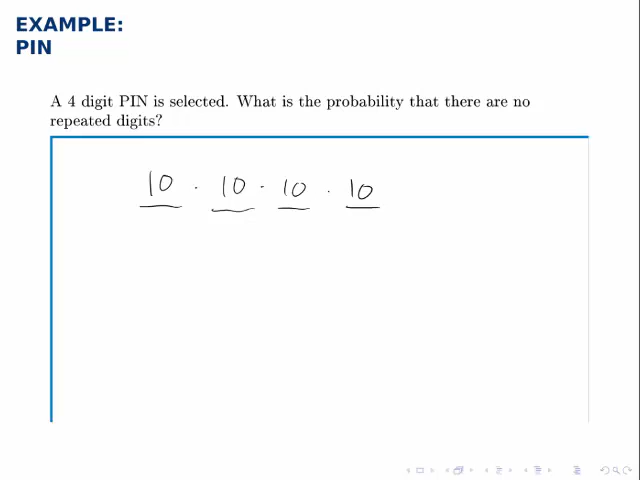 EXAMPLE:
PIN
A 4 digit PIN is selected. What is the probability that there are no
repeated digits?
10 · 10 · 10 · 10